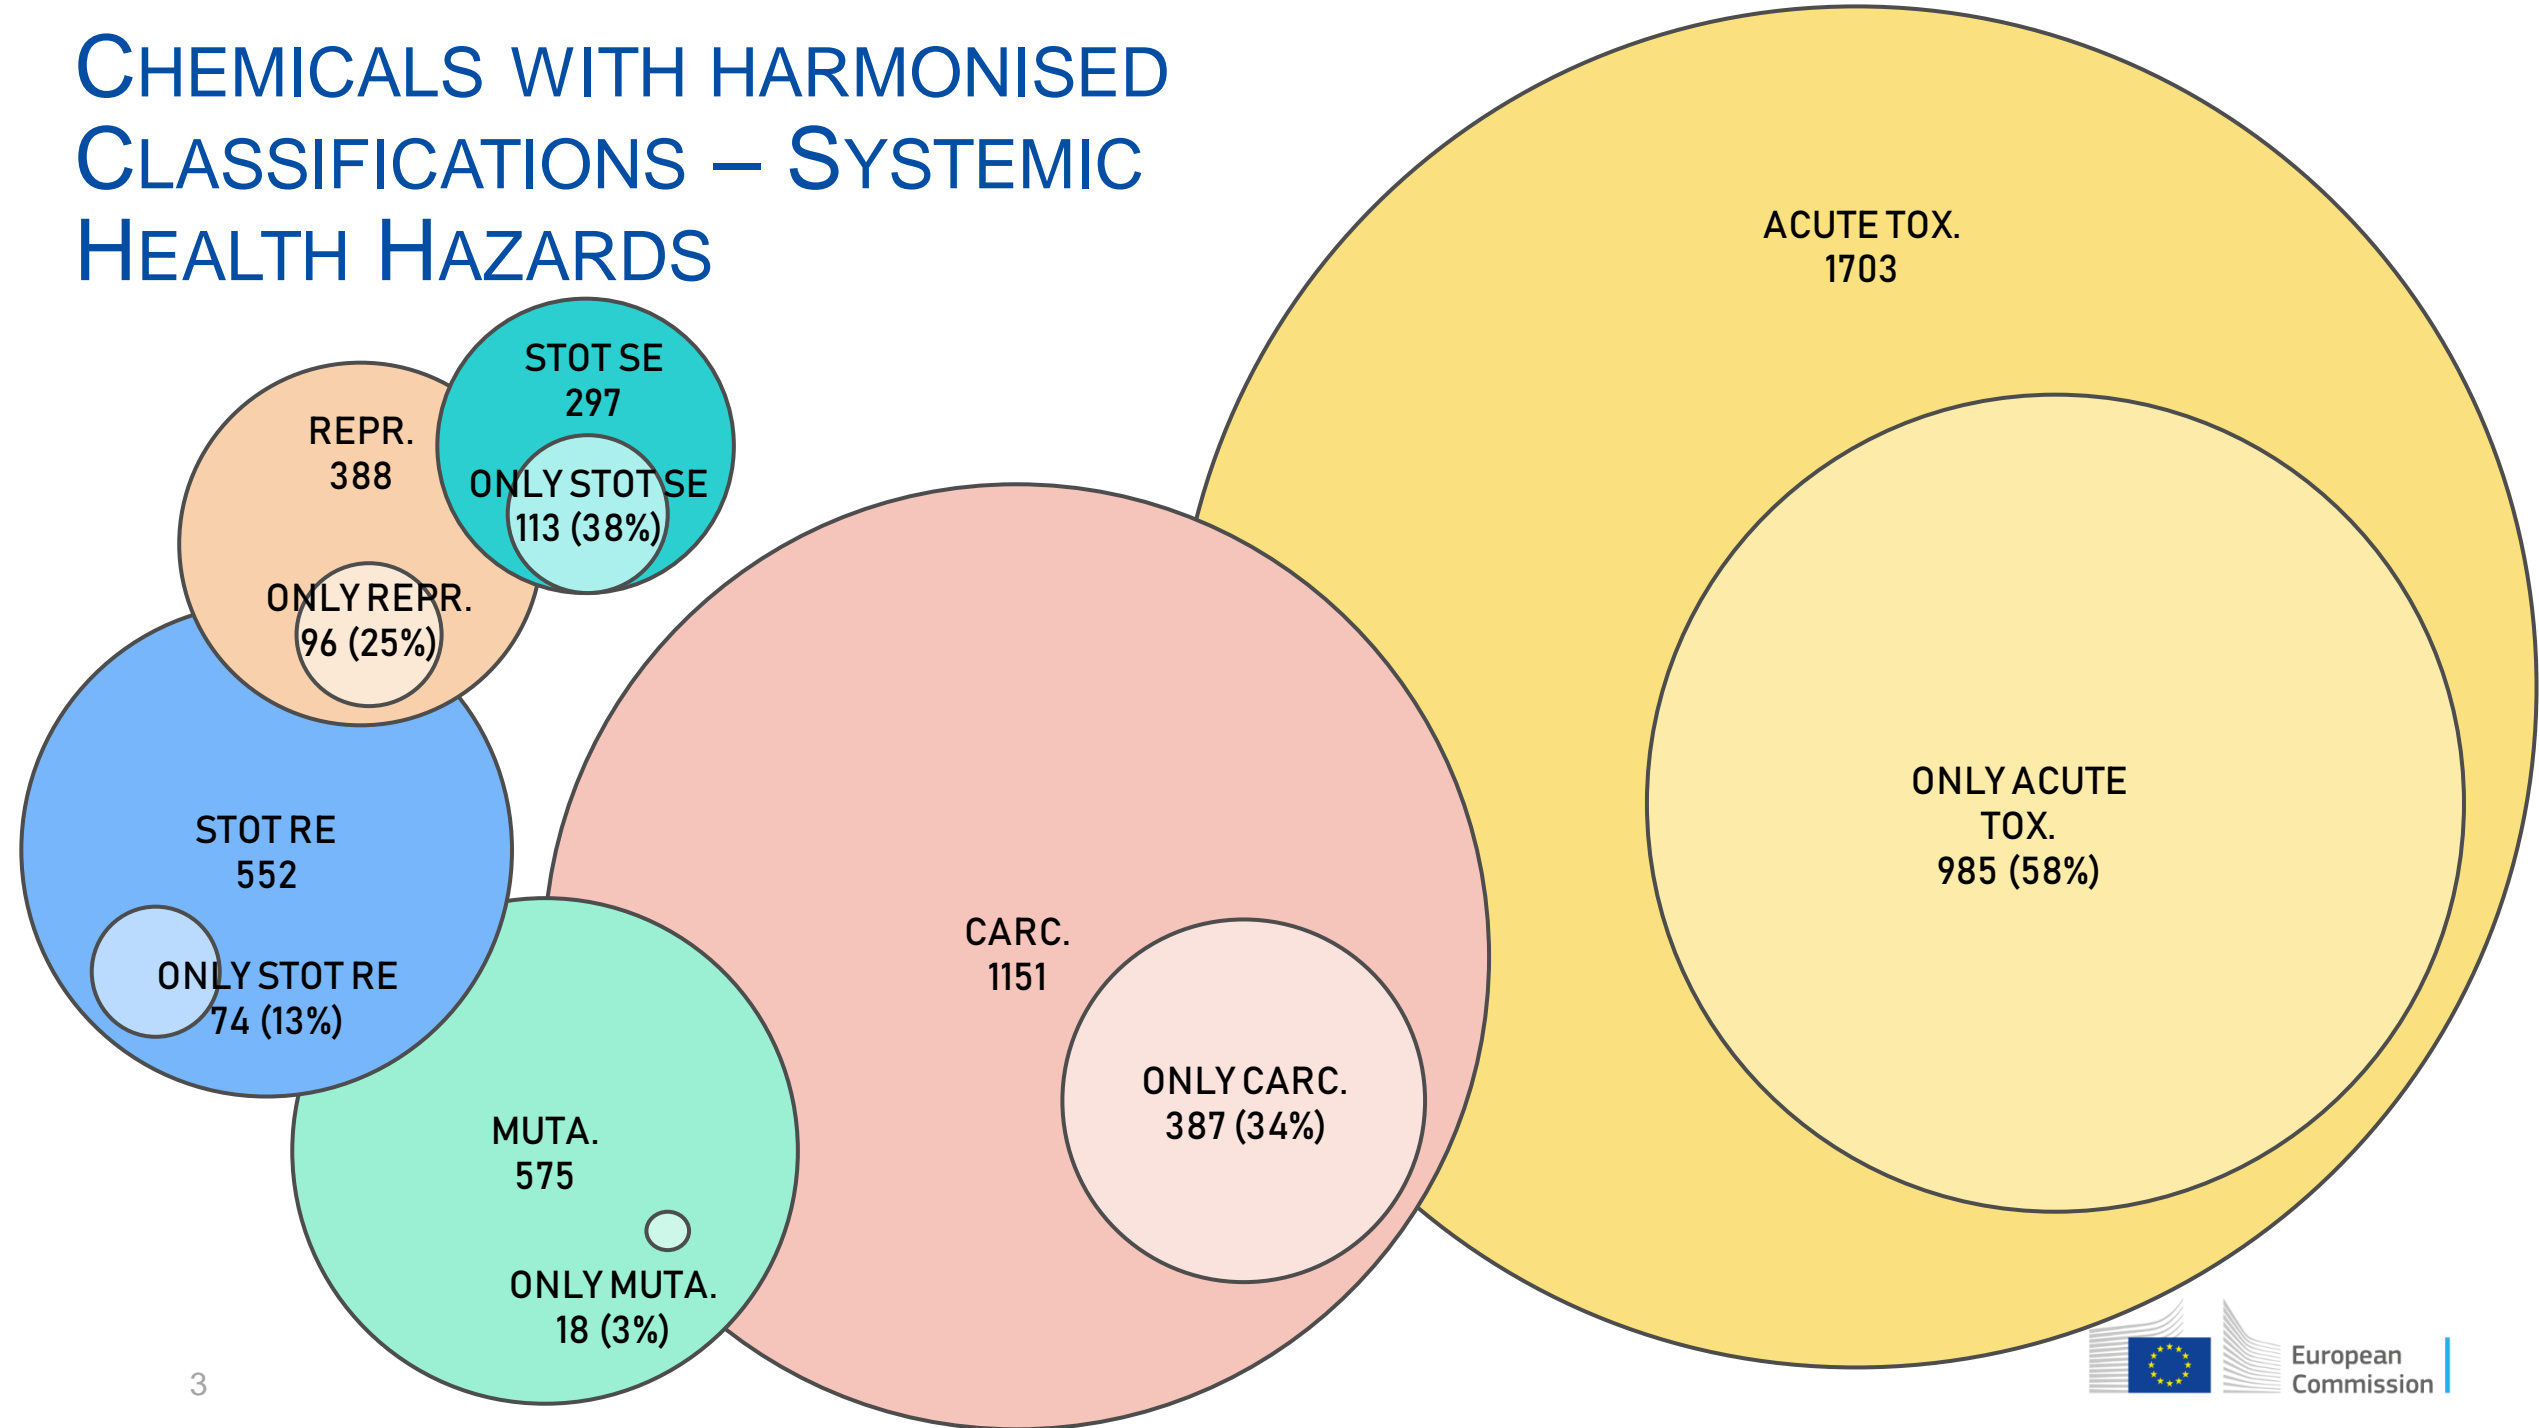 CHEMICALS WITH HARMONISED
CLASSIFICATIONS – SYSTEMIC
HEALTH HAZARDS
ACUTE TOX.
1703
STOT SE
297
ONLY STOT SE
113 (38%)
REPR.
388
ONLY REPR.
96 (25%)
ONLY ACUTE
TOX.
985 (58%)
STOT RE
552
ONLY STOT RE
74 (13%)
CARC.
1151
ONLY CARC.
387 (34%)
MUTA.
575
ONLY MUTA.
18 (3%)
3
European
Commission